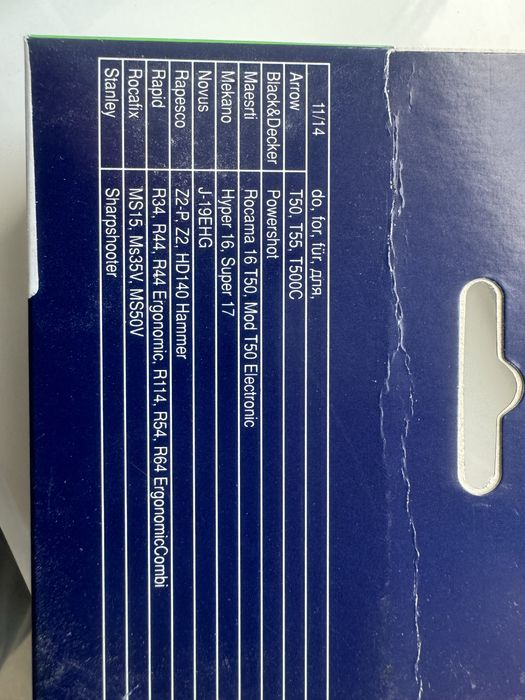 11/14 do, for, für, для,
Arrow T50, T55, T500C
Black&Decker Powershot
Maesrti Rocama 16 T50, Mod T50 Electronic
Mekano Hyper 16, Super 17
Novus J-19EHG
Rapesco Z2-P, Z2, HD140 Hammer
Rapid R34, R44, R44 Ergonomic, R114, R54, R64 ErgonomicCombi
Rocafix MS15, Ms35V, MS50V
Stanley Sharpshooter